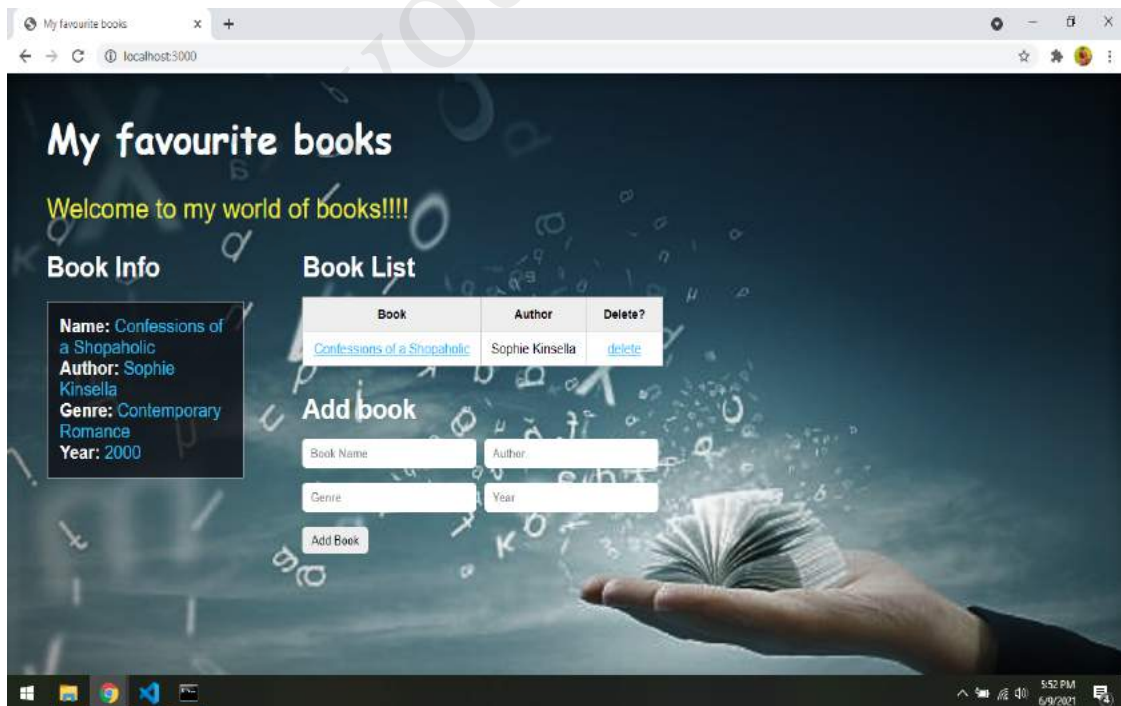 My favourite books
localhost:3000
My favourite books
Welcome to my world of books!!!!
Book Info
Name: Confessions of
a Shopaholic
Author: Sophie
Kinsella
Genre: Contemporary
Romance
Year: 2000
Book List
Book Author Delete?
Confessions of a Shopaholic Sophie Kinsella delete
Add book
Book Name Author
Genre Year
Add Book
5:52 PM
6/9/2021